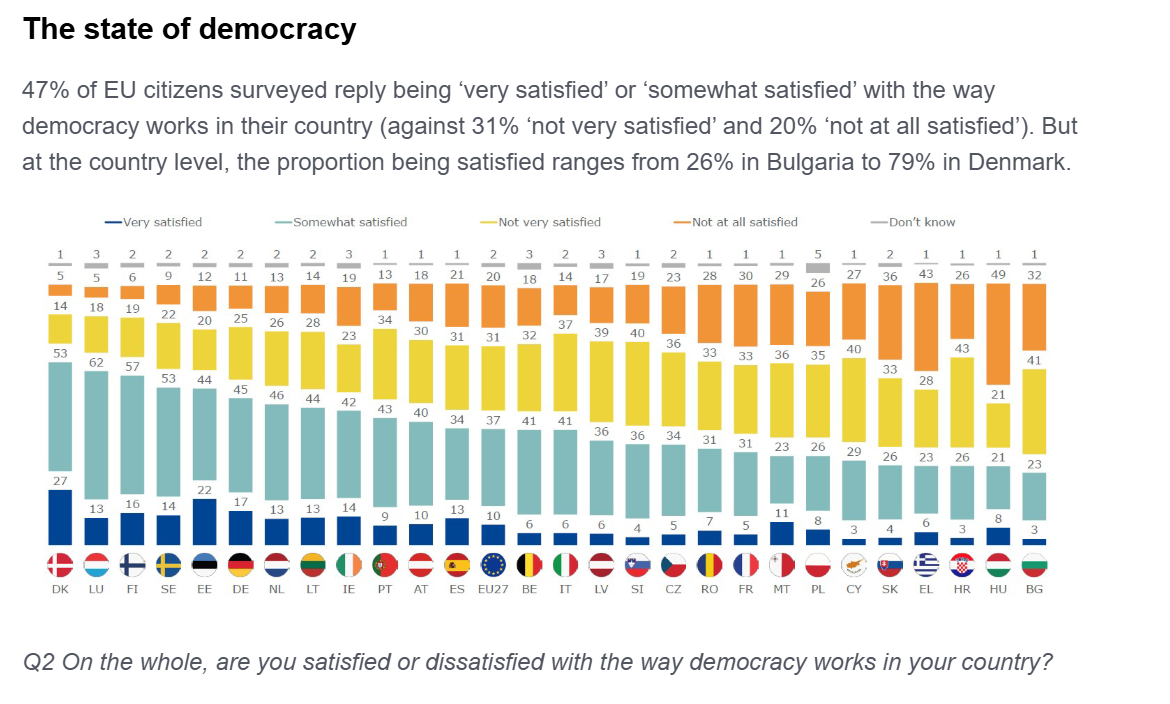 The state of democracy
47% of EU citizens surveyed reply being ‘very satisfied’ or ‘somewhat satisfied’ with the way
democracy works in their country (against 31% ‘not very satisfied’ and 20% ‘not at all satisfied’). But
at the country level, the proportion being satisfied ranges from 26% in Bulgaria to 79% in Denmark.
Very satisfied Somewhat satisfied Not very satisfied Not at all satisfied Don’t know
1 3 2 2 2 2 2 2 3 1 1 1 2 3 2 3 1 2 1 1 1 5 1 2 1 1 1 1
5 5 6 9 12 11 13 14 19 13 18 21 20 18 14 17 19 23 28 30 29 26 27 36 43 26 49 32
14 18 19 22 20 25 26 28 23 34 30 31 31 32 37 39 40 36 33 33 36 35 40 33 28 43 21 41
53 62 57 53 44 45 46 44 42 43 40 34 37 41 41 36 36 34 31 31 23 26 29 26 23 26 21 23
27 13 16 14 22 17 13 13 14 9 10 13 10 6 6 6 4 5 7 5 11 8 3 4 6 3 8 3
DK LU FI SE EE DE NL LT IE PT AT ES EU27 BE IT LV SI CZ RO FR MT PL CY SK EL HR HU BG
Q2 On the whole, are you satisfied or dissatisfied with the way democracy works in your country?